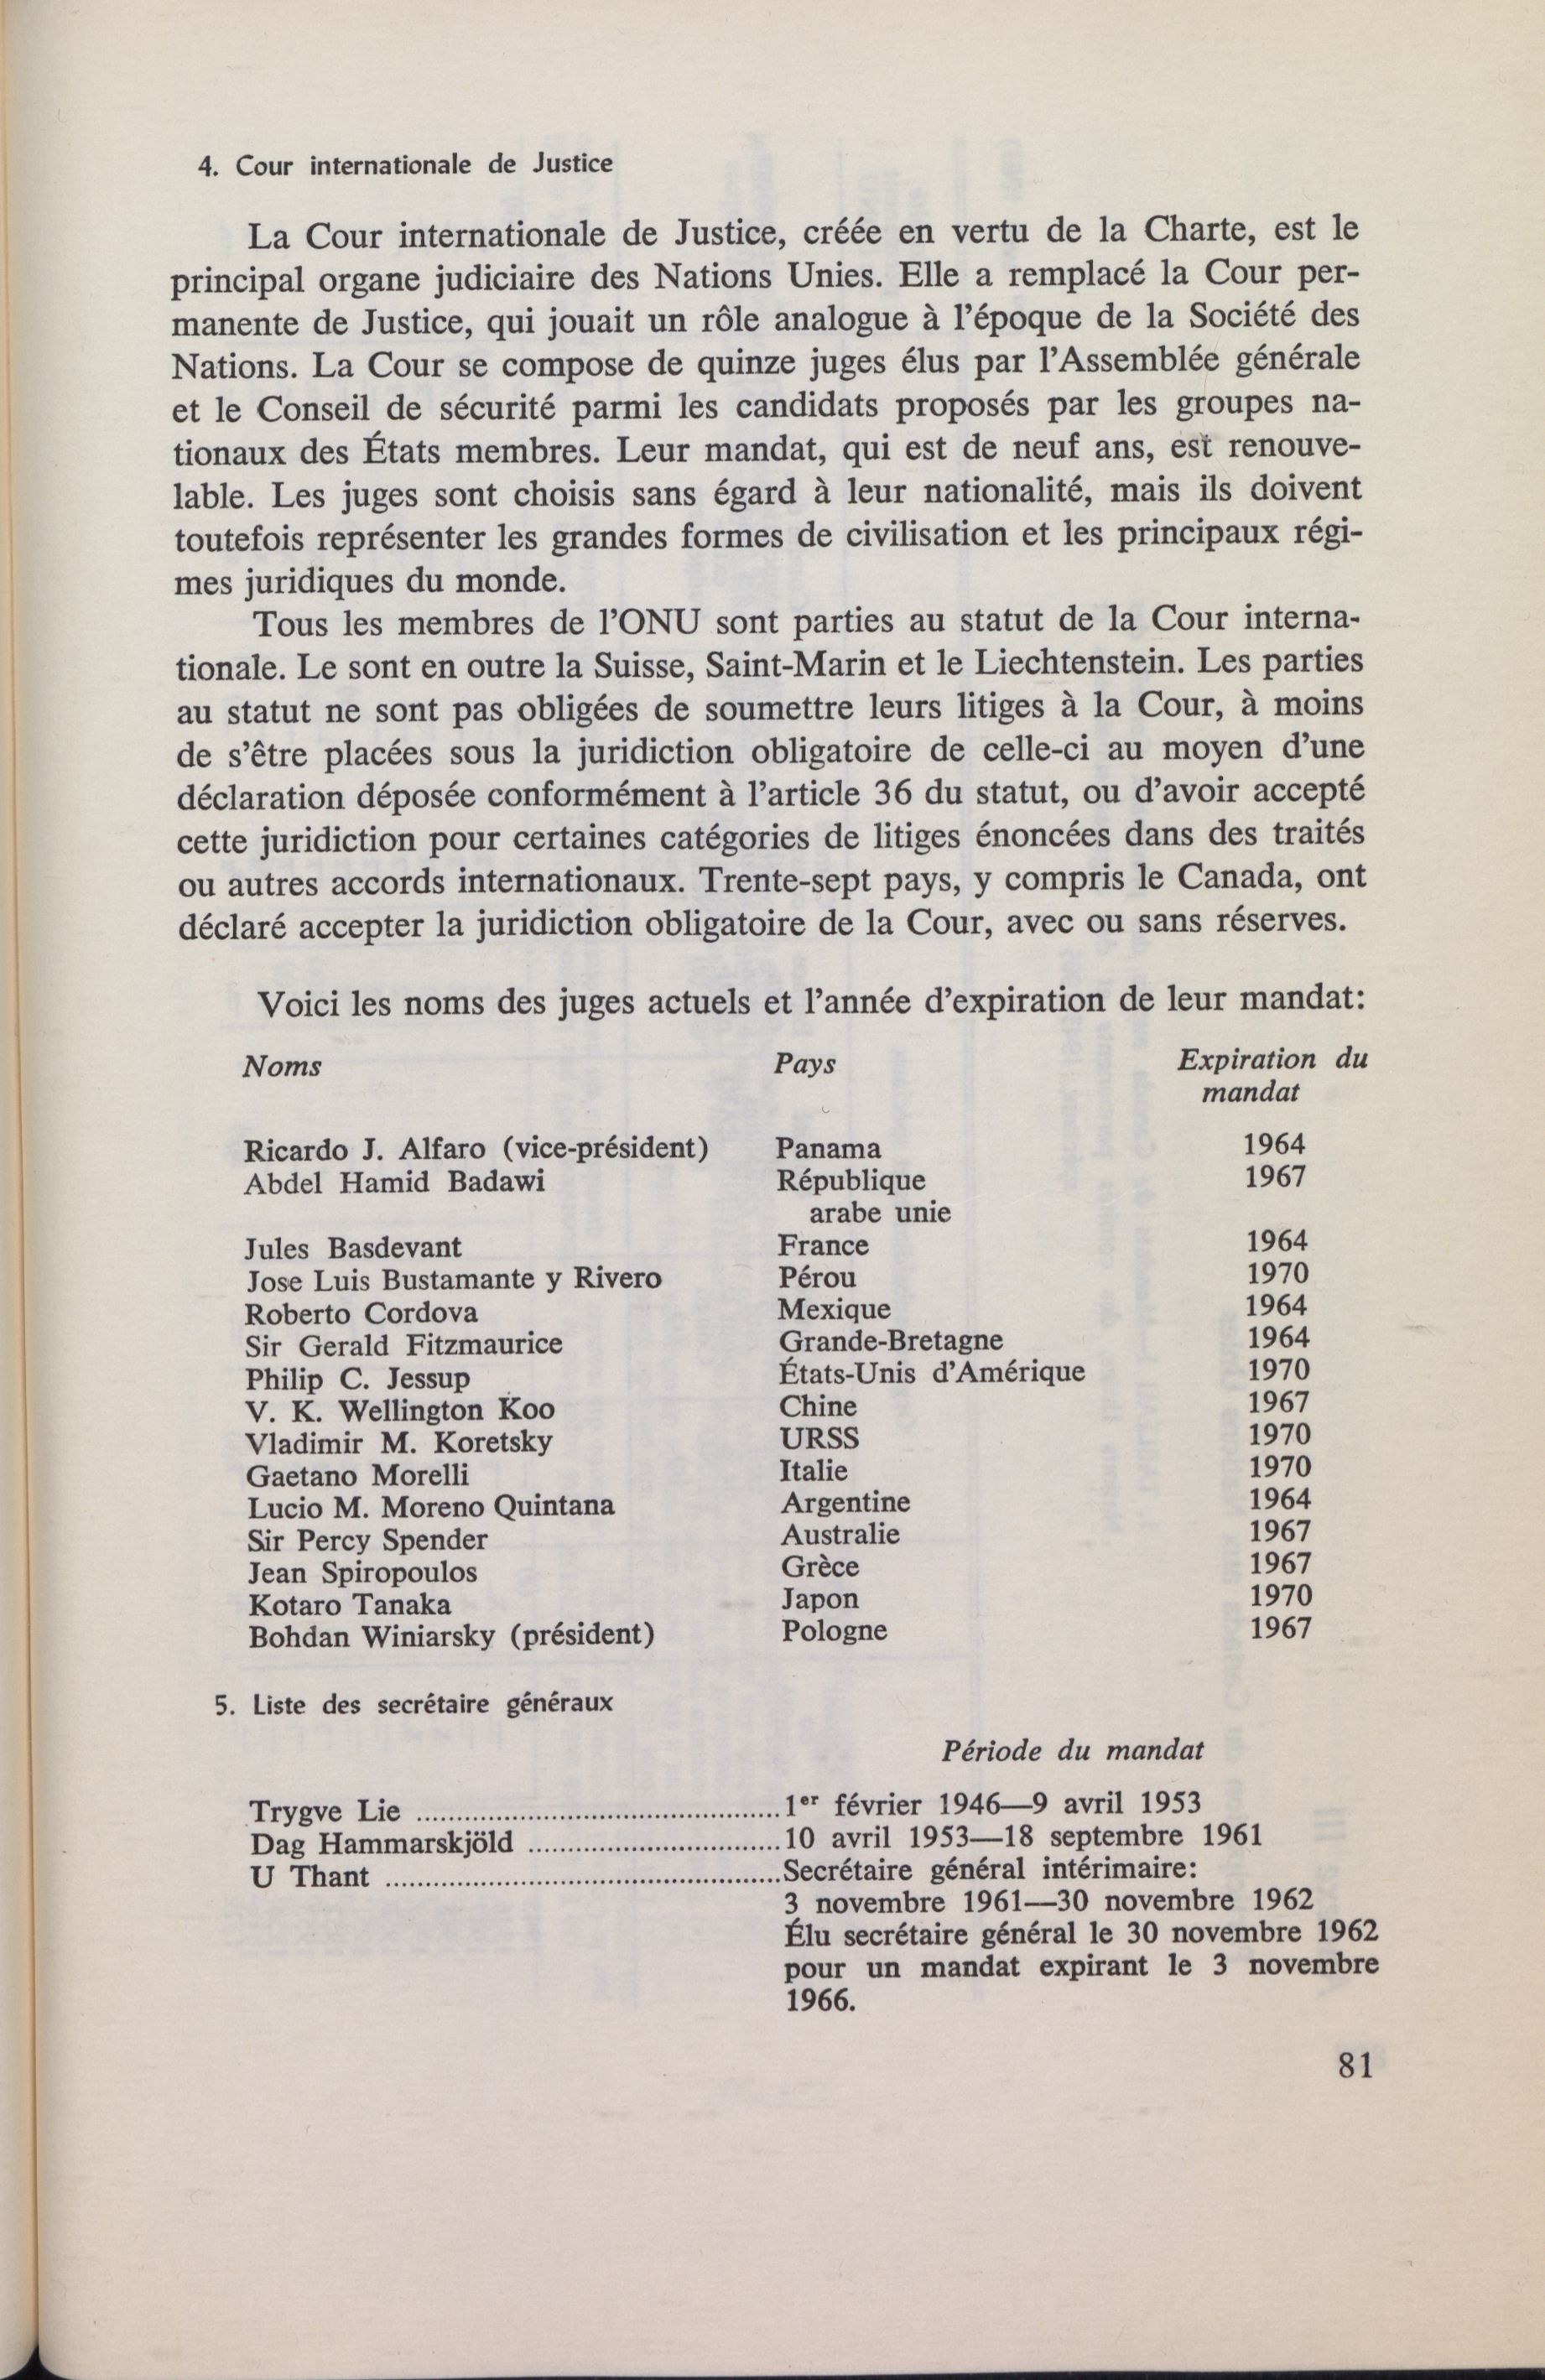 4. Cour internationale de Justice
La Cour internationale de Justice, créée en vertu de la Charte, est le
principal organe judiciaire des Nations Unies. Elle a remplacé la Cour per-
manente de Justice, qui jouait un rôle analogue à l'époque de la Société des
Nations. La Cour se compose de quinze juges élus par l'Assemblée générale
et le Conseil de sécurité parmi les candidats proposés par les groupes na-
tionaux des États membres. Leur mandat, qui est de neuf ans, est renouve-
lable. Les juges sont choisis sans égard à leur nationalité, mais ils doivent
toutefois représenter les grandes formes de civilisation et les principaux régi-
mes juridiques du monde.
Tous les membres de l'ONU sont parties au statut de la Cour interna-
tionale. Le sont en outre la Suisse, Saint-Marin et le Liechtenstein. Les parties
au statut ne sont pas obligées de soumettre leurs litiges à la Cour, à moins
de s'être placées sous la juridiction obligatoire de celle-ci au moyen d'une
déclaration déposée conformément à l'article 36 du statut, ou d'avoir accepté
cette juridiction pour certaines catégories de litiges énoncées dans des traités
ou autres accords internationaux. Trente-sept pays, y compris le Canada, ont
déclaré accepter la juridiction obligatoire de la Cour, avec ou sans réserves.
Voici les noms des juges actuels et l'année d'expiration de leur mandat:
Noms Pays Expiration du
mandat
Ricardo J. Alfaro (vice-président) Panama 1964
Abdel Hamid Badawi République 1967
arabe unie
Jules Basdevant France 1964
Jose Luis Bustamante y Rivero Pérou 1970
Roberto Cordova Mexique 1964
Sir Gerald Fitzmaurice Grande-Bretagne 1964
Philip C. Jessup États-Unis d'Amérique 1970
V. K. Wellington Koo Chine 1967
Vladimir M. Koretsky URSS 1970
Gaetano Morelli Italie 1970
Lucio M. Moreno Quintana Argentine 1964
Sir Percy Spender Australie 1967
Jean Spiropoulos Grèce 1967
Kotaro Tanaka Japon 1970
Bohdan Winiarsky (président) Pologne 1967
5. Liste des secrétaire généraux
Période du mandat
Trygve Lie ............................................. 1er février 1946—9 avril 1953
Dag Hammarskjöld ................................ 10 avril 1953—18 septembre 1961
U Thant ................................................. Secrétaire général intérimaire:
3 novembre 1961—30 novembre 1962
Élu secrétaire général le 30 novembre 1962
pour un mandat expirant le 3 novembre
1966.
81